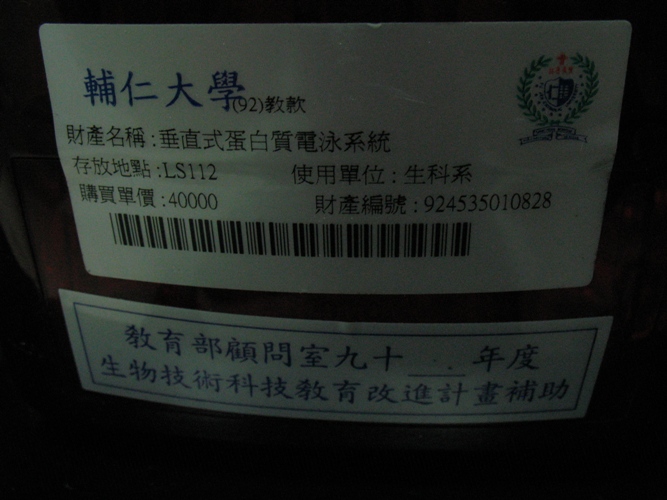 輔仁大學(92)教款
財產名稱:垂直式蛋白質電泳系統
存放地點:LS112 使用單位:生科系
購買單價:40000 財產編號:924535010828
教育部顧問室九十 年度
生物技術科技教育改進計畫補助